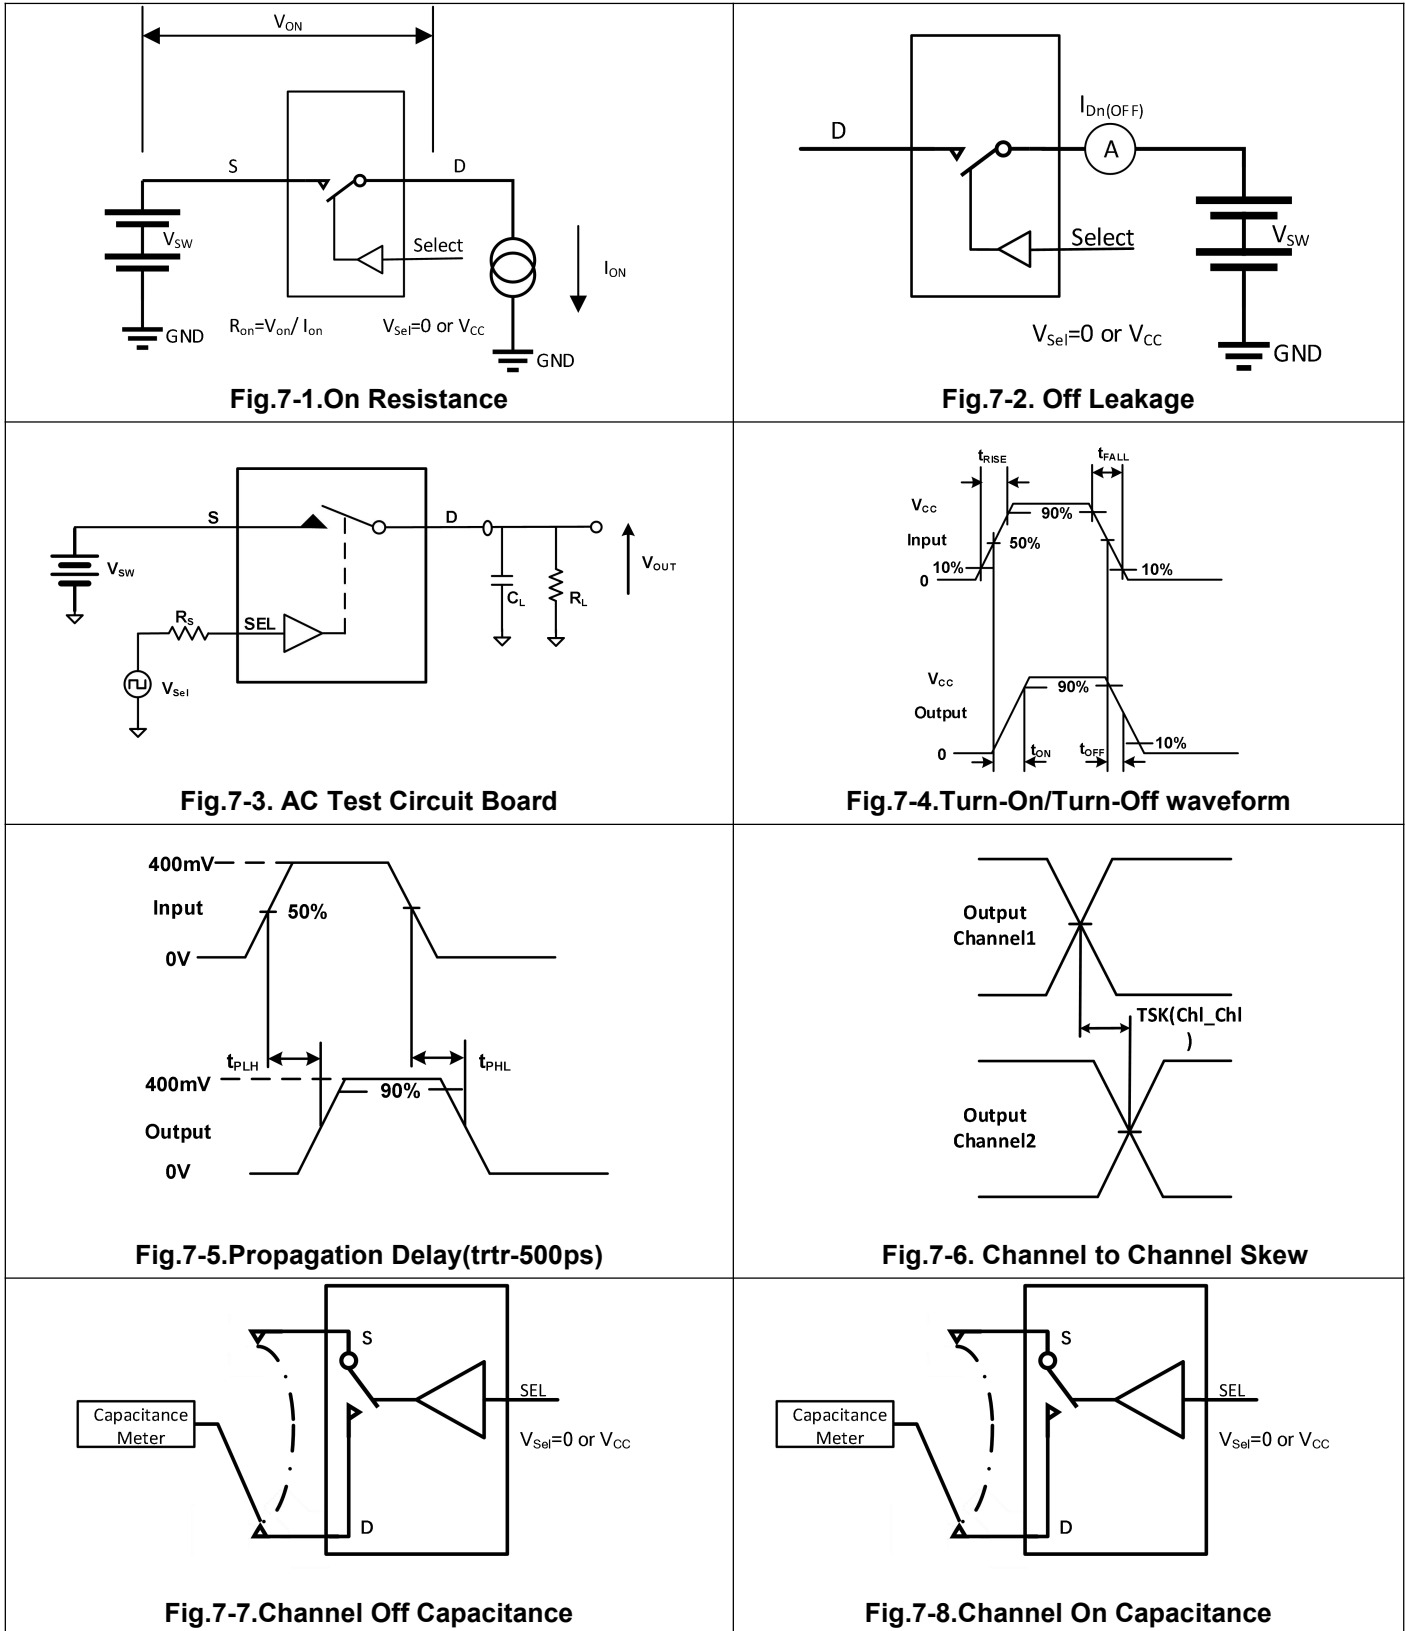 V_ON
S
D
V_SW
Select
I_ON
R_on=V_on/ I_on
V_Sel=0 or V_CC
GND
GND
Fig.7-1.On Resistance
I_Dn(OFF)
D
A
Select
V_SW
V_Sel=0 or V_CC
GND
Fig.7-2. Off Leakage
S
D
V_SW
C_L
R_L
V_OUT
R_S
SEL
V_Sel
Fig.7-3. AC Test Circuit Board
t_RISE
t_FALL
V_CC
90%
Input
50%
10%
10%
0
V_CC
90%
Output
10%
0
t_ON
t_OFF
Fig.7-4.Turn-On/Turn-Off waveform
400mV
Input
50%
0V
t_PLH
t_PHL
400mV
90%
Output
0V
Fig.7-5.Propagation Delay(trtr-500ps)
Output
Channel1
TSK(Chl_Chl
)
Output
Channel2
Fig.7-6. Channel to Channel Skew
S
SEL
Capacitance
Meter
V_Sel=0 or V_CC
D
Fig.7-7.Channel Off Capacitance
S
SEL
Capacitance
Meter
V_Sel=0 or V_CC
D
Fig.7-8.Channel On Capacitance